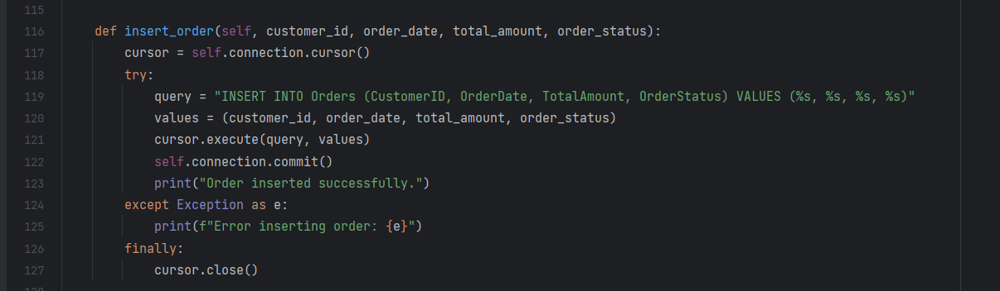 115
116 def insert_order(self, customer_id, order_date, total_amount, order_status):
117 cursor = self.connection.cursor()
118 try:
119 query = "INSERT INTO Orders (CustomerID, OrderDate, TotalAmount, OrderStatus) VALUES (%s, %s, %s, %s)"
120 values = (customer_id, order_date, total_amount, order_status)
121 cursor.execute(query, values)
122 self.connection.commit()
123 print("Order inserted successfully.")
124 except Exception as e:
125 print(f"Error inserting order: {e}")
126 finally:
127 cursor.close()